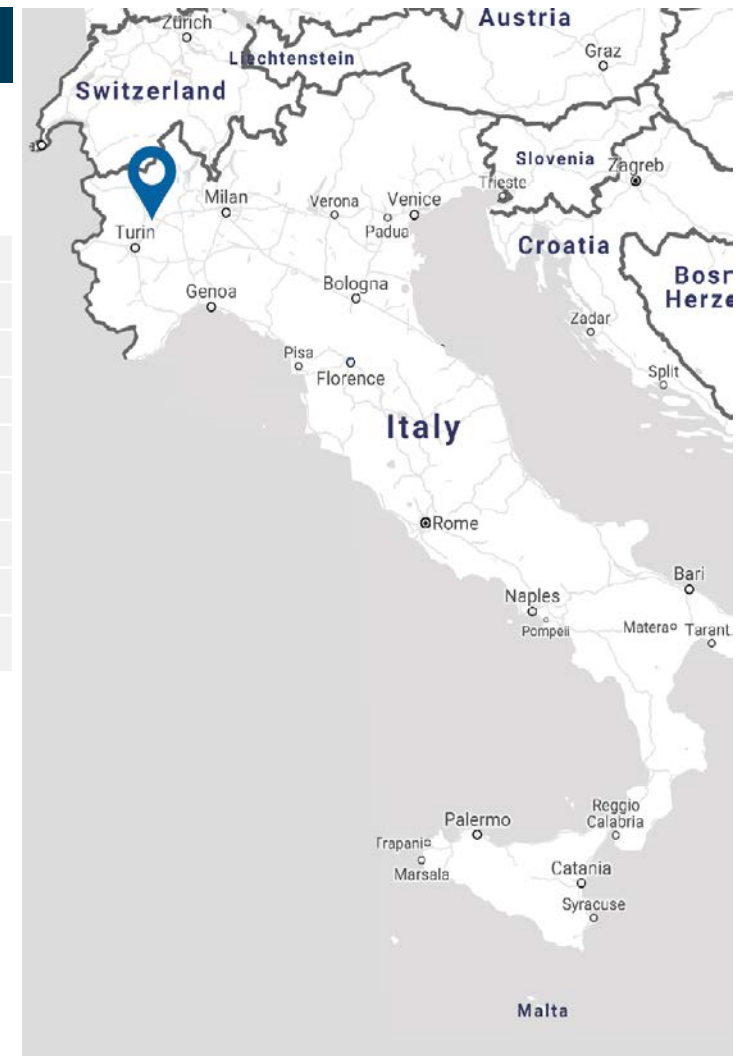 Austria
Zürich
Graz
Liechtenstein
Switzerland
Slovenia
Zagreb
Trieste
Milan
Verona
Venice
Padua
Turin
Croatia
Bosn
Herze
Bologna
Genoa
Zadar
Pisa
Florence
Split
Italy
Rome
Bari
Naples
Pompeii
Matera
Tarant.
Reggio
Calabria
Palermo
Trapani
Marsala
Catania
Syracuse
Malta